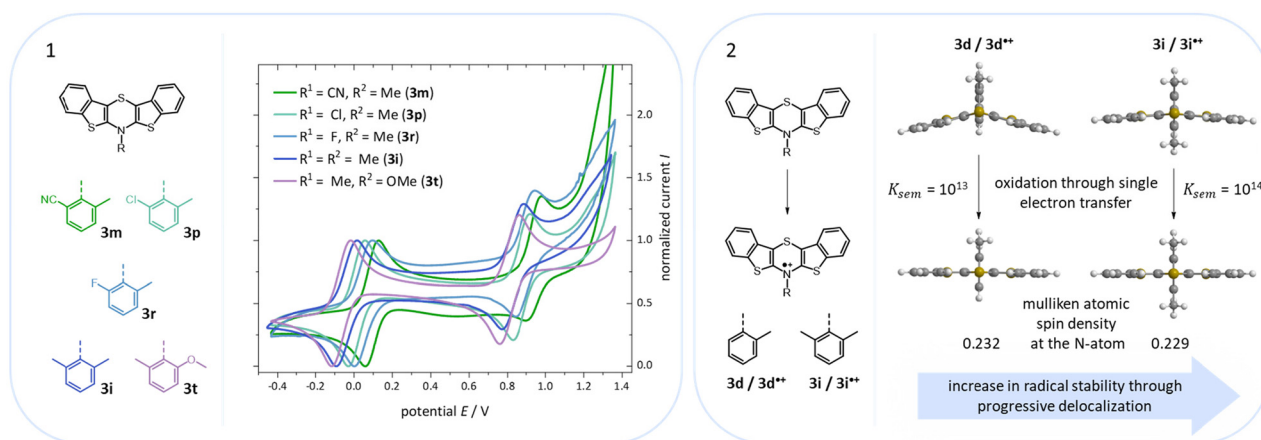 1
S
S
N
S
R
NC
3m
Cl
3p
F
3r
3i
O
3t
R¹ = CN, R² = Me (3m)
R¹ = Cl, R² = Me (3p)
R¹ = F, R² = Me (3r)
R¹ = R² = Me (3i)
R¹ = Me, R² = OMe (3t)
2.0
1.5
1.0
0.5
0.0
normalized current I
-0.4 -0.2 0.0 0.2 0.4 0.6 0.8 1.0 1.2 1.4
potential E / V
2
S
S
N
S
R
S
S
N
S
•+
R
3d / 3d•+
3i / 3i•+
3d / 3d•+
3i / 3i•+
Ksem = 10¹³
oxidation through single
electron transfer
Ksem = 10¹⁴
mulliken atomic
spin density
at the N-atom
0.232
0.229
increase in radical stability through
progressive delocalization